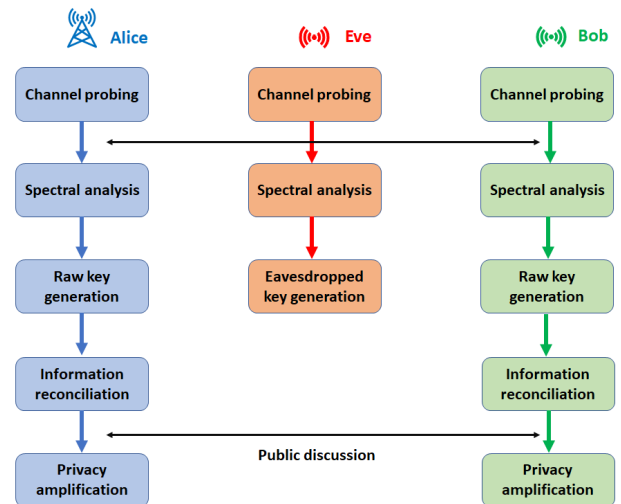 Alice
Eve
Bob
Channel probing
Channel probing
Channel probing
Spectral analysis
Spectral analysis
Spectral analysis
Raw key
generation
Eavesdropped
key generation
Raw key
generation
Information
reconciliation
Information
reconciliation
Public discussion
Privacy
amplification
Privacy
amplification